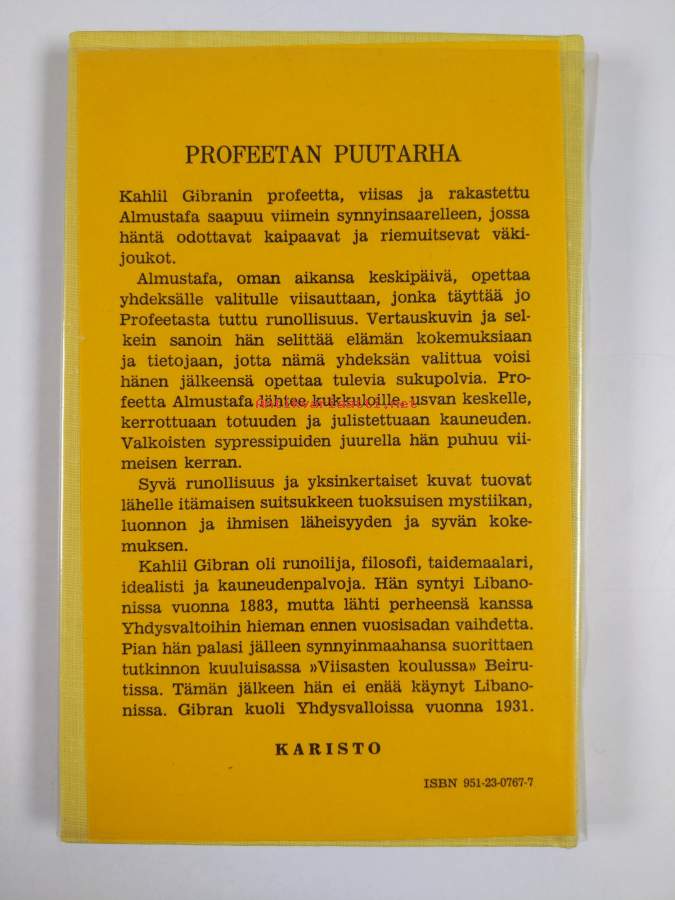 PROFEETAN PUUTARHA
Kahlil Gibranin profeetta, viisas ja rakastettu
Almustafa saapuu viimein synnyinsaarelleen, jossa
häntä odottavat kaipaavat ja riemuitsevat väki-
joukot.
Almustafa, oman aikansa keskipäivä, opettaa
yhdeksälle valitulle viisauttaan, jonka täyttää jo
Profeetasta tuttu runollisuus. Vertauskuvin ja sel-
kein sanoin hän selittää elämän kokemuksiaan
ja tietojaan, jotta nämä yhdeksän valittua voisi
hänen jälkeensä opettaa tulevia sukupolvia. Pro-
feetta Almustafa lähtee kukkuloille, usvan keskelle,
Antikvariaatti.net
kerrottuaan totuuden ja julistettuaan kauneuden.
Valkoisten sypressipuiden juurella hän puhuu vii-
meisen kerran.
Syvä runollisuus ja yksinkertaiset kuvat tuovat
lähelle itämaisen suitsukkeen tuoksuisen mystiikan,
luonnon ja ihmisen läheisyyden ja syvän koke-
muksen.
Kahlil Gibran oli runoilija, filosofi, taidemaalari,
idealisti ja kauneudenpalvoja. Hän syntyi Libano-
nissa vuonna 1883, mutta lähti perheensä kanssa
Yhdysvaltoihin hieman ennen vuosisadan vaihdetta.
Pian hän palasi jälleen synnyinmaahansa suorittaen
tutkinnon kuuluisassa »Viisasten koulussa» Beiru-
tissa. Tämän jälkeen hän ei enää käynyt Libano-
nissa. Gibran kuoli Yhdysvalloissa vuonna 1931.
KARISTO
ISBN 951-23-0767-7